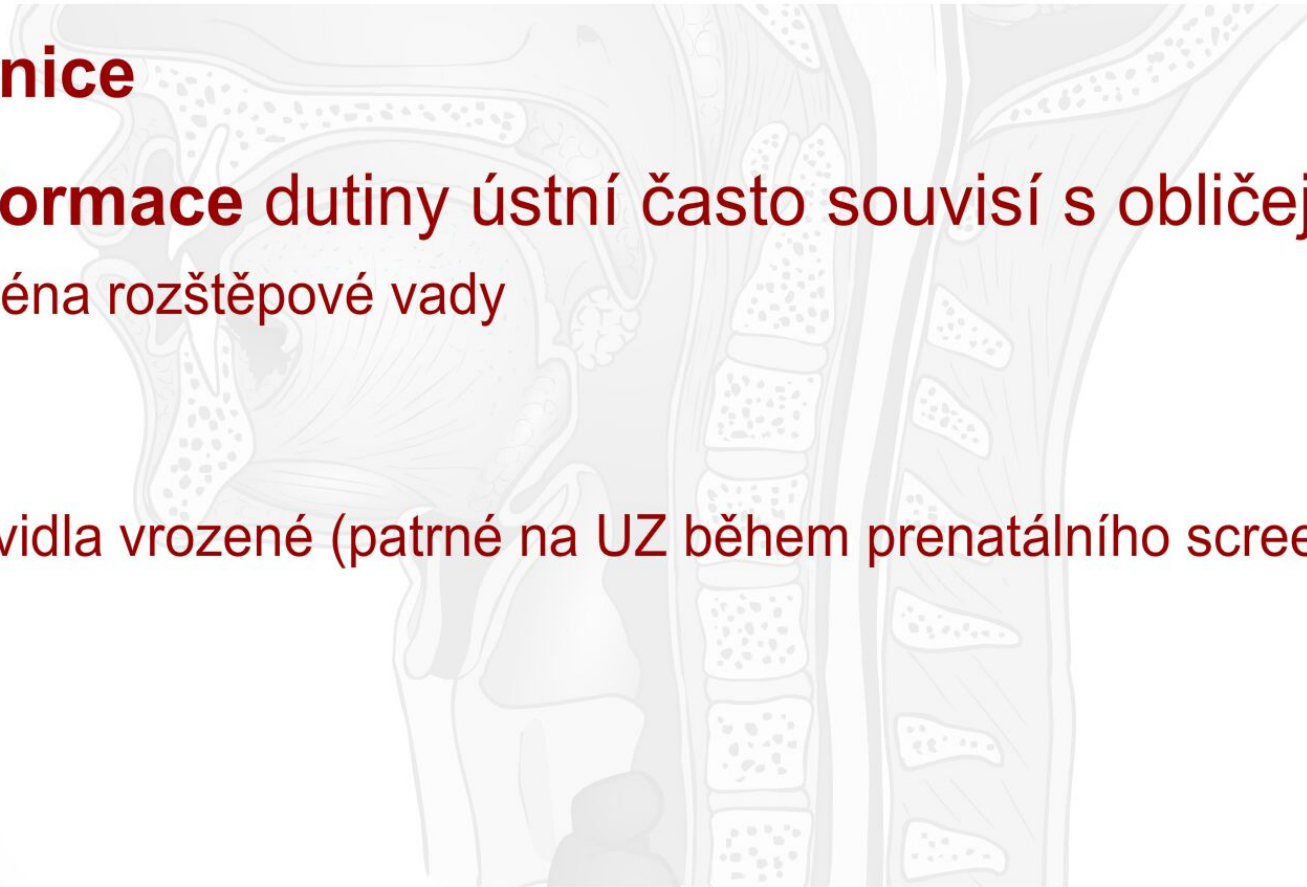 nice
ormace dutiny ústní často souvisí s obličej
éna rozštěpové vady
vidla vrozené (patrné na UZ během prenatálního scree